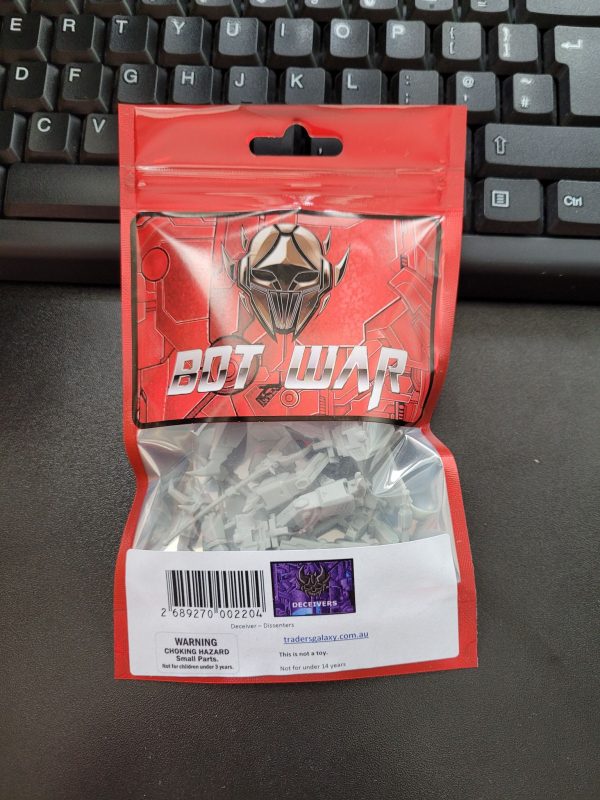 E R T Y U I O P { [ } ]
D F G H J K L : ; @ ' ~ #
C V
Ctrl
BOT WAR
2 689270 002204
DECEIVERS
Deceiver – Dissenters
tradersgalaxy.com.au
WARNING
CHOKING HAZARD
Small Parts.
Not for children under 3 years.
This is not a toy.
Not for under 14 years